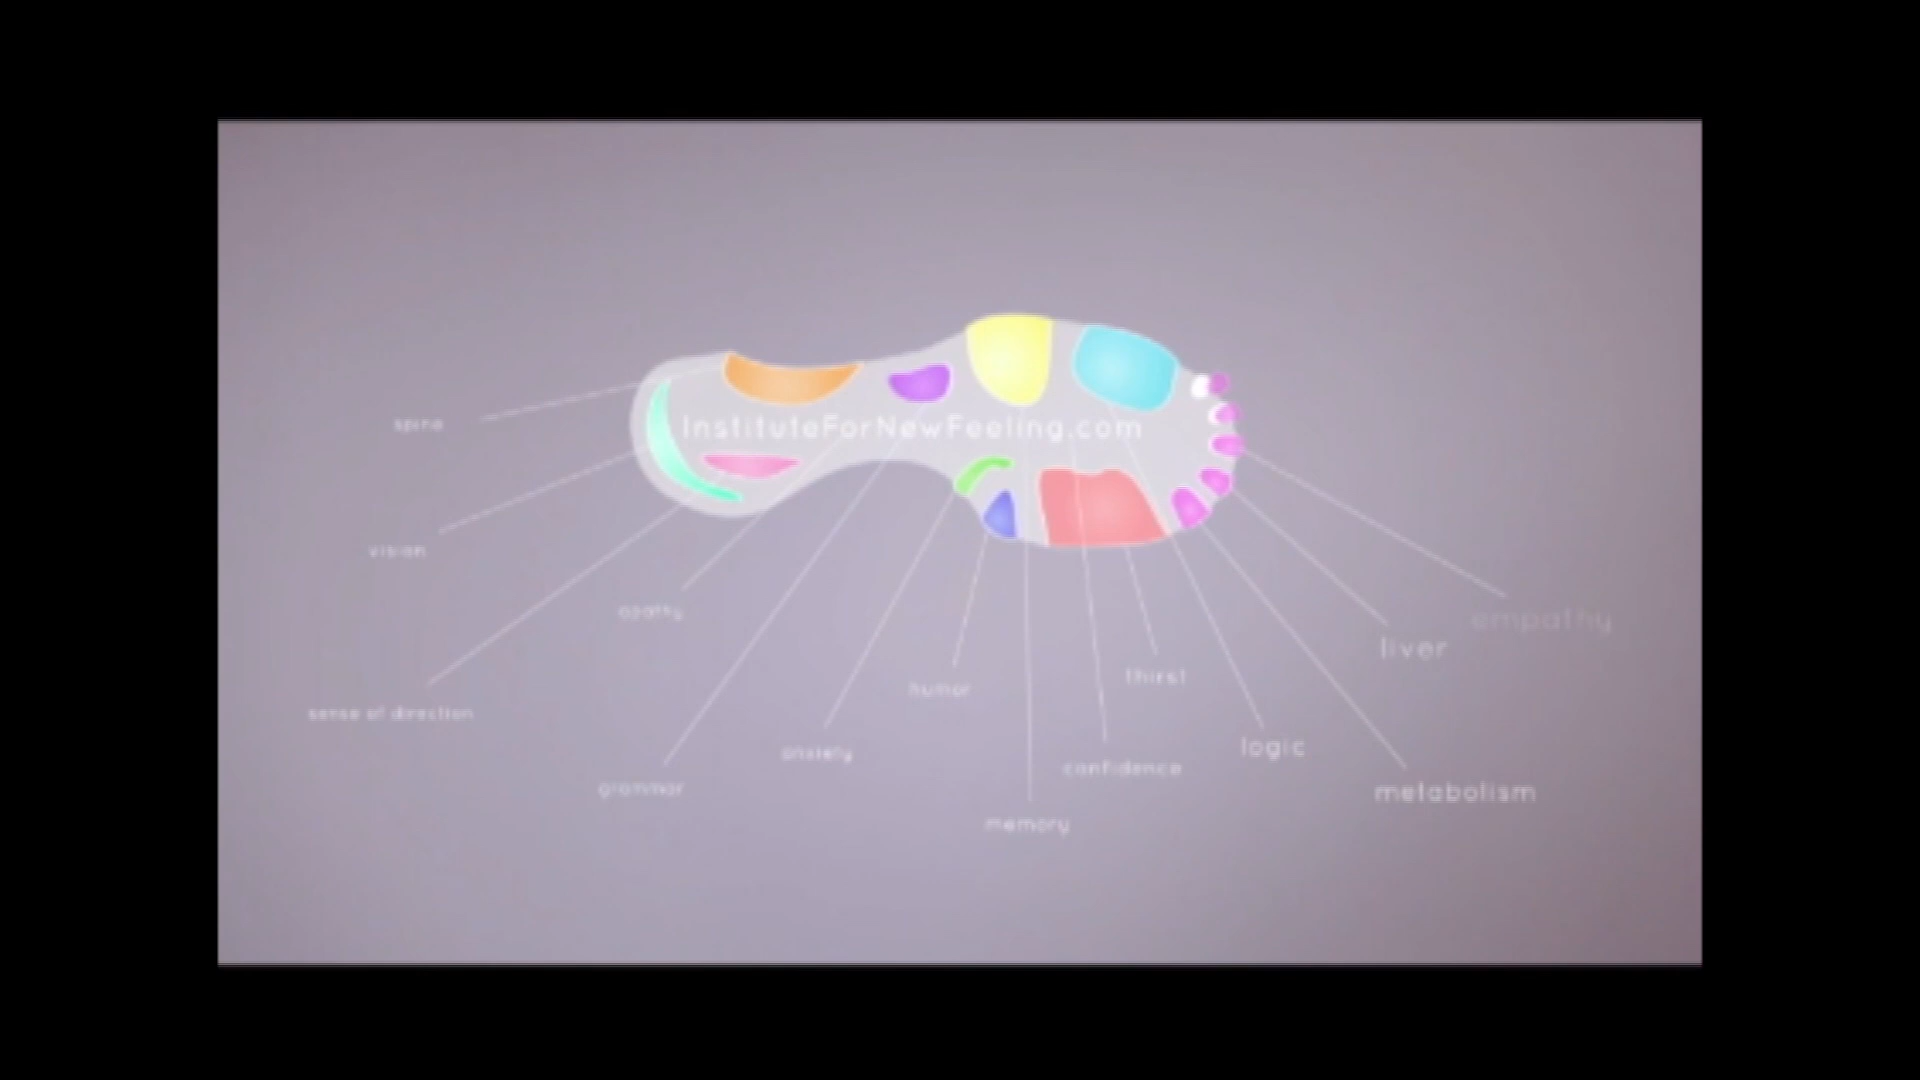 InstituteForNewFeeling.com
spine
vision
sense of direction
apathy
grammar
anxiety
humor
memory
confidence
thirst
logic
liver
metabolism
empathy